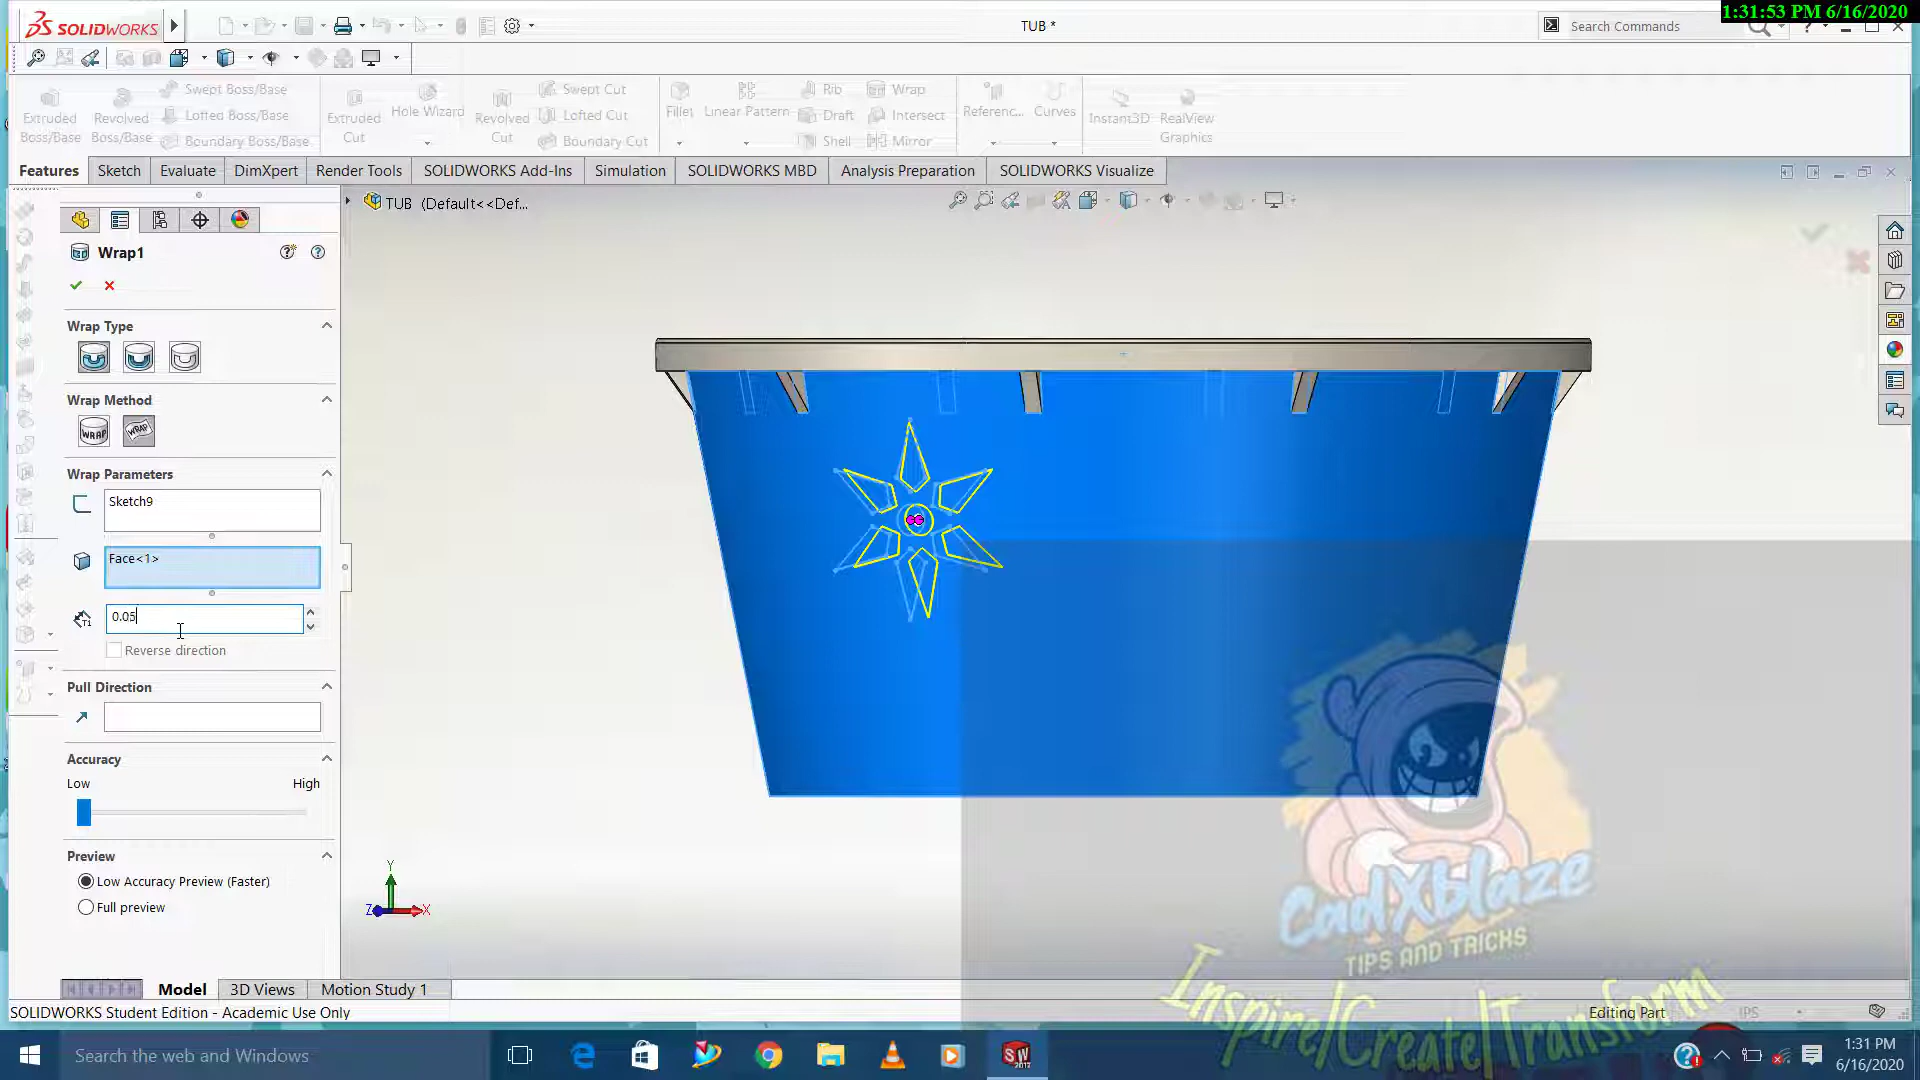 1:31:53 PM 6/16/2020
SOLIDWORKS
TUB *
Search Commands
Extruded Boss/Base
Revolved Boss/Base
Swept Boss/Base
Lofted Boss/Base
Boundary Boss/Base
Extruded Cut
Hole Wizard
Revolved Cut
Swept Cut
Lofted Cut
Boundary Cut
Fillet
Linear Pattern
Rib
Draft
Shell
Wrap
Intersect
Mirror
Referenc...
Curves
Instant3D
RealView Graphics
Features
Sketch
Evaluate
DimXpert
Render Tools
SOLIDWORKS Add-Ins
Simulation
SOLIDWORKS MBD
Analysis Preparation
SOLIDWORKS Visualize
TUB (Default<<Def...
Wrap1
Wrap Type
Wrap Method
WRAP
WRAP
Wrap Parameters
Sketch9
Face<1>
0.05
Reverse direction
Pull Direction
Accuracy
Low High
Preview
Low Accuracy Preview (Faster)
Full preview
Y
Z X
CadXblaze
TIPS AND TRICKS
Inspire/Create/Transform
Model
3D Views
Motion Study 1
SOLIDWORKS Student Edition - Academic Use Only
Editing Part
IPS
Search the web and Windows
SW
2017
1:31 PM
6/16/2020